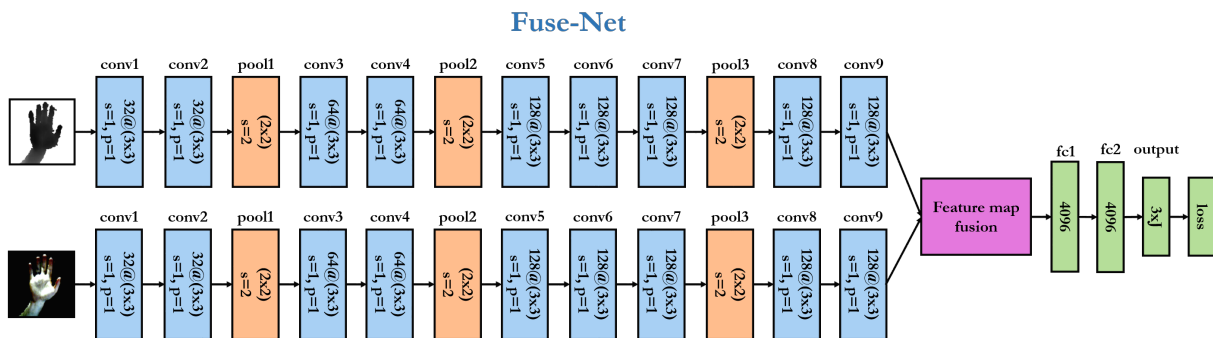 Fuse-Net
conv1 conv2 pool1 conv3 conv4 pool2 conv5 conv6 conv7 pool3 conv8 conv9
32@(3x3)
s=1, p=1
32@(3x3)
s=1, p=1
(2x2)
s=2
64@(3x3)
s=1, p=1
64@(3x3)
s=1, p=1
(2x2)
s=2
128@(3x3)
s=1, p=1
128@(3x3)
s=1, p=1
128@(3x3)
s=1, p=1
(2x2)
s=2
128@(3x3)
s=1, p=1
128@(3x3)
s=1, p=1
conv1 conv2 pool1 conv3 conv4 pool2 conv5 conv6 conv7 pool3 conv8 conv9
32@(3x3)
s=1, p=1
32@(3x3)
s=1, p=1
(2x2)
s=2
64@(3x3)
s=1, p=1
64@(3x3)
s=1, p=1
(2x2)
s=2
128@(3x3)
s=1, p=1
128@(3x3)
s=1, p=1
128@(3x3)
s=1, p=1
(2x2)
s=2
128@(3x3)
s=1, p=1
128@(3x3)
s=1, p=1
Feature map
fusion
fc1 fc2 output
4096
4096
3xJ
loss